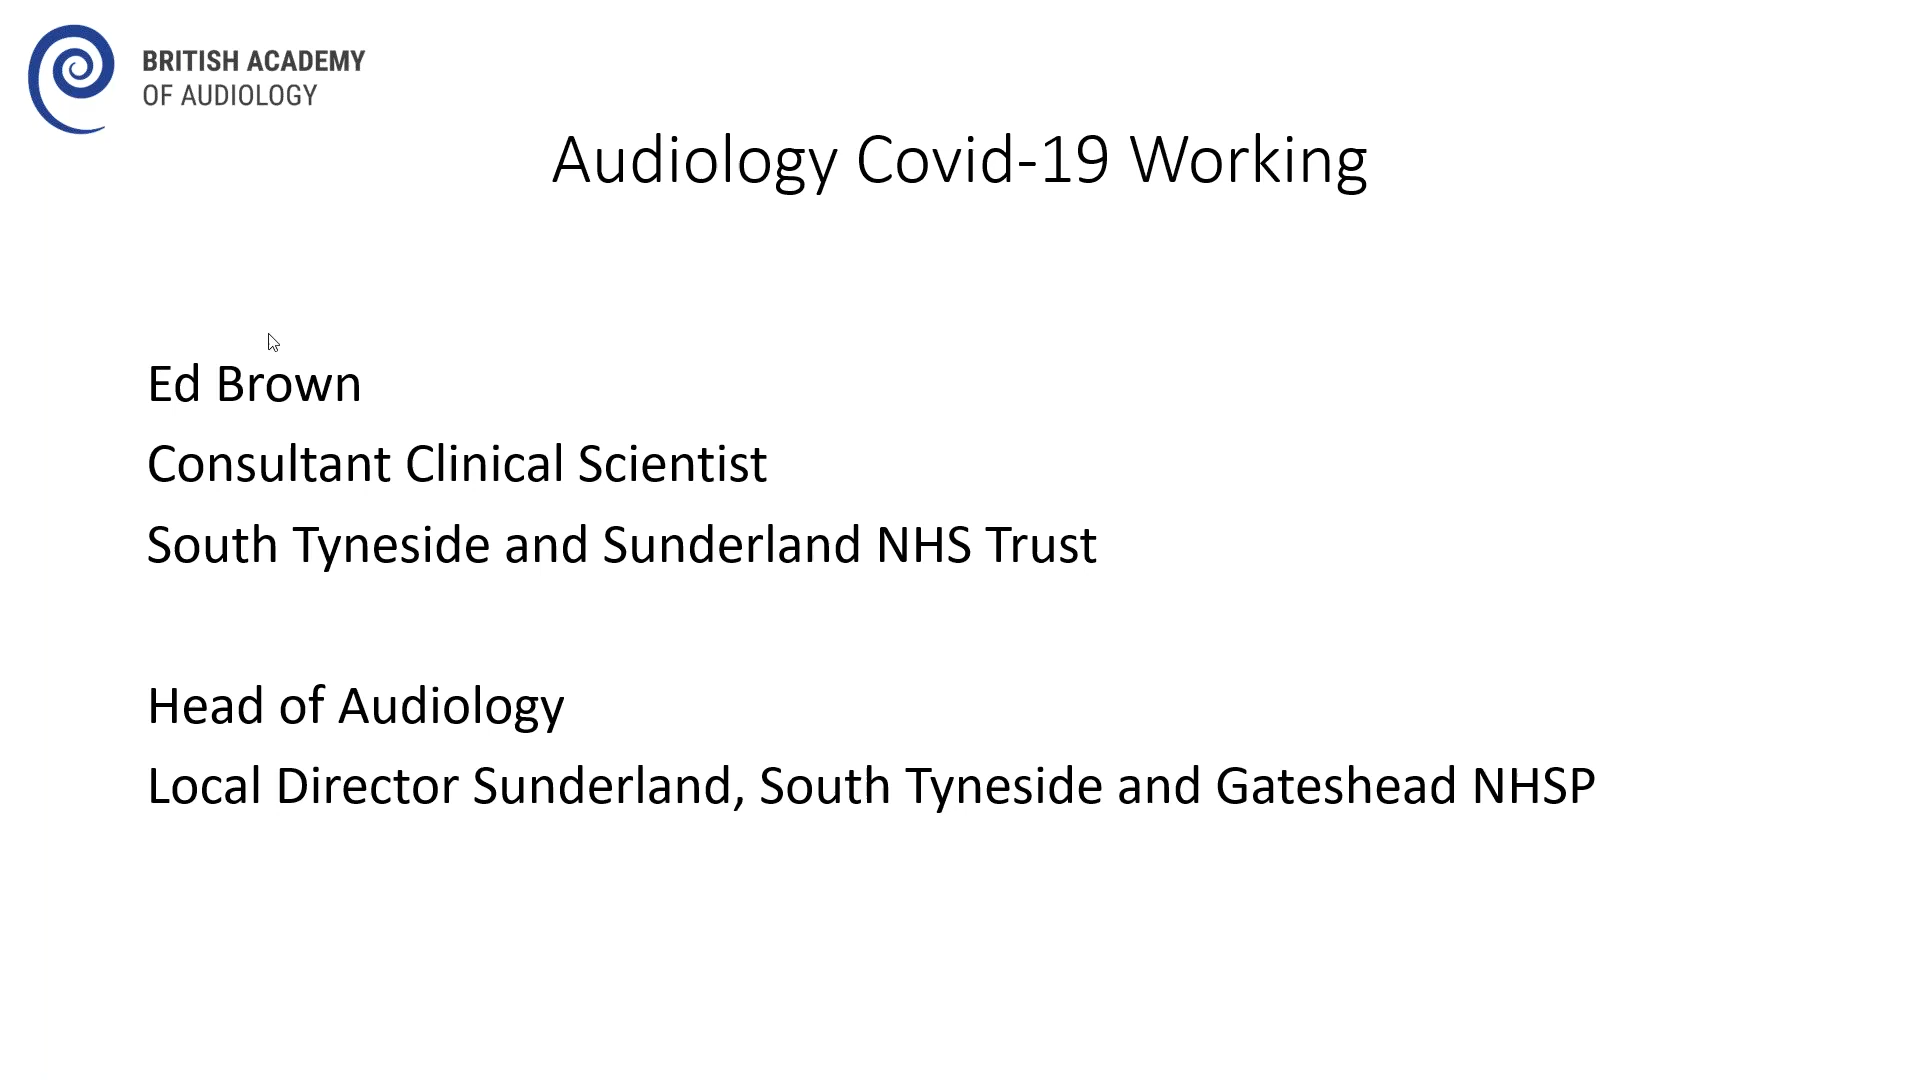 BRITISH ACADEMY
OF AUDIOLOGY
Audiology Covid-19 Working
Ed Brown
Consultant Clinical Scientist
South Tyneside and Sunderland NHS Trust
Head of Audiology
Local Director Sunderland, South Tyneside and Gateshead NHSP